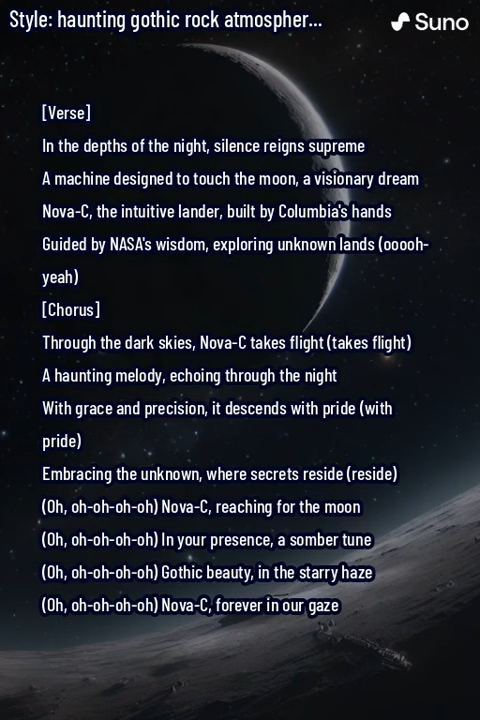 Style: haunting gothic rock atmospher...
Suno
[Verse]
In the depths of the night, silence reigns supreme
A machine designed to touch the moon, a visionary dream
Nova-C, the intuitive lander, built by Columbia's hands
Guided by NASA's wisdom, exploring unknown lands (ooooh-
yeah)
[Chorus]
Through the dark skies, Nova-C takes flight (takes flight)
A haunting melody, echoing through the night
With grace and precision, it descends with pride (with
pride)
Embracing the unknown, where secrets reside (reside)
(Oh, oh-oh-oh-oh) Nova-C, reaching for the moon
(Oh, oh-oh-oh-oh) In your presence, a somber tune
(Oh, oh-oh-oh-oh) Gothic beauty, in the starry haze
(Oh, oh-oh-oh-oh) Nova-C, forever in our gaze